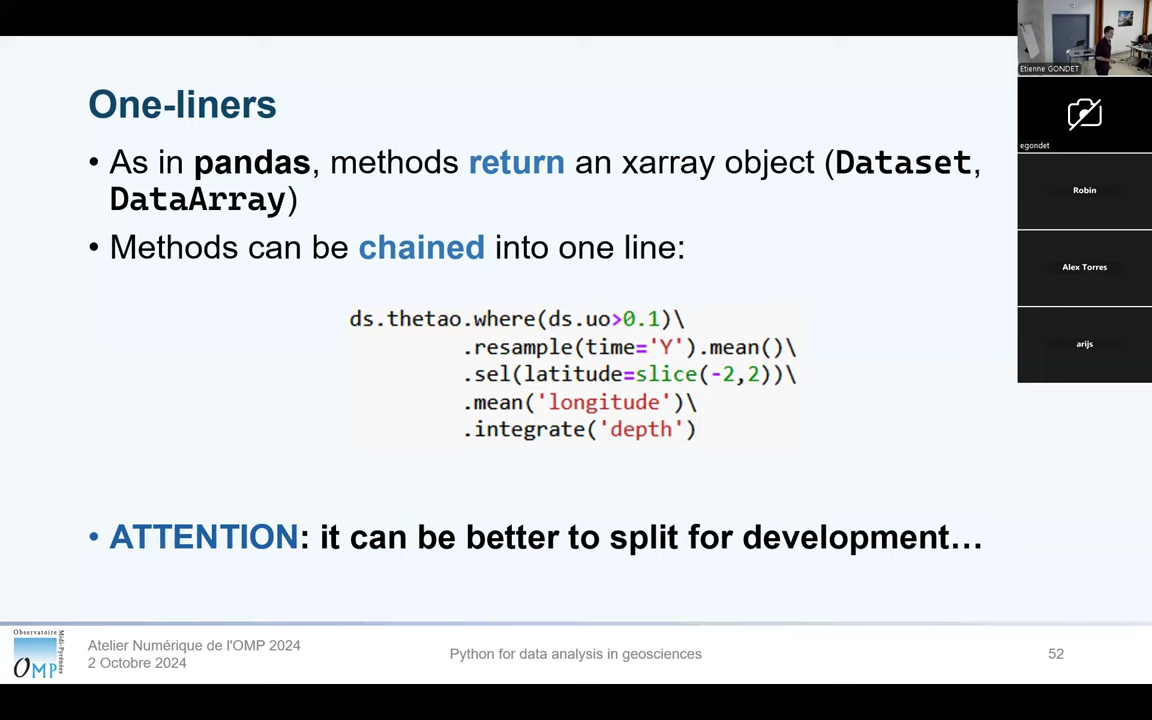 One-liners
• As in pandas, methods return an xarray object (Dataset,
DataArray)
• Methods can be chained into one line:
ds.thetao.where(ds.uo>0.1)\
.resample(time='Y').mean()\
.sel(latitude=slice(-2,2))\
.mean('longitude')\
.integrate('depth')
• ATTENTION: it can be better to split for development…
Observatoire
Midi-Pyrénées
OMP
Atelier Numérique de l'OMP 2024
2 Octobre 2024
Python for data analysis in geosciences
52
Etienne GONDET
egondet
Robin
Alex Torres
arijs